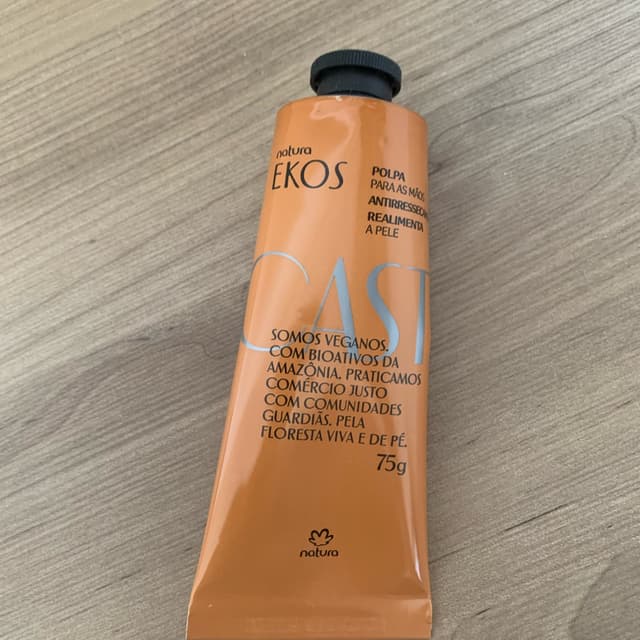 natura
EKOS
POLPA
PARA AS MÃOS
ANTIRRESSECAM
REALIMENTA
A PELE
CAST
SOMOS VEGANOS.
COM BIOATIVOS DA
AMAZÔNIA. PRATICAMOS
COMÉRCIO JUSTO
COM COMUNIDADES
GUARDIÃS. PELA
FLORESTA VIVA E DE PÉ.
75g
natura